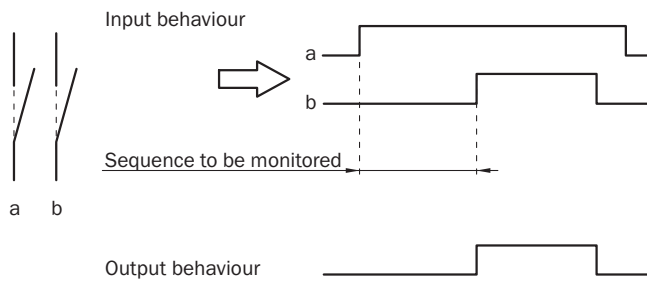 Input behaviour
a
b
Sequence to be monitored
a b
Output behaviour